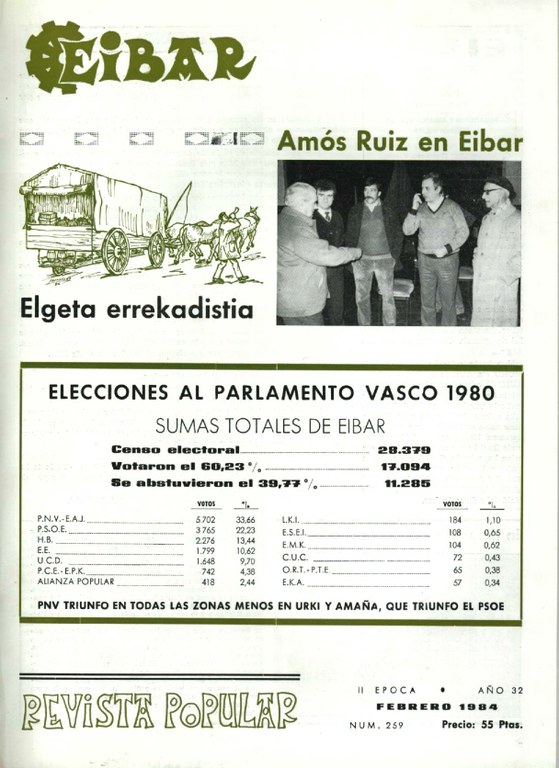 EIBAR
Amós Ruiz en Eibar
Elgeta errekadistia
ELECCIONES AL PARLAMENTO VASCO 1980
SUMAS TOTALES DE EIBAR
Censo electoral 28.379
Votaron el 60,23 % 17.094
Se abstuvieron el 39,77 % 11.285
VOTOS %
P.N.V.-E.A.J. 5.702 33,66
P.S.O.E. 3.765 22,23
H.B. 2.276 13,44
E.E. 1.799 10,62
U.C.D. 1.648 9,70
P.C.E.-E.P.K. 742 4,38
ALIANZA POPULAR 418 2,44
VOTOS %
L.K.I. 184 1,10
E.S.E.I. 108 0,65
E.M.K. 104 0,62
C.U.C. 72 0,43
O.R.T.-P.T.E 65 0,38
E.K.A. 57 0,34
PNV TRIUNFO EN TODAS LAS ZONAS MENOS EN URKI Y AMAÑA, QUE TRIUNFO EL PSOE
REVISTA POPULAR
II EPOCA • AÑO 32
FEBRERO 1984
NUM. 259 Precio: 55 Ptas.